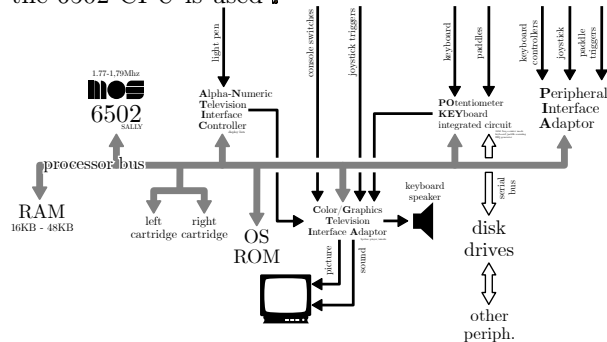 the 6502 CPU is used
light pen
console switches
joystick triggers
keyboard
paddles
keyboard
controllers
joystick
paddle
triggers
1.77-1,79Mhz
mos
6502
SALLY
Alpha-Numeric
Television
Interface
Controller
POtentiometer
KEYboard
integrated circuit
Peripheral
Interface
Adaptor
processor bus
RAM
16KB - 48KB
left
cartridge
right
cartridge
OS
ROM
Color/Graphics
Television
Interface Adaptor
keyboard
speaker
serial
bus
disk
drives
picture
sound
other
periph.